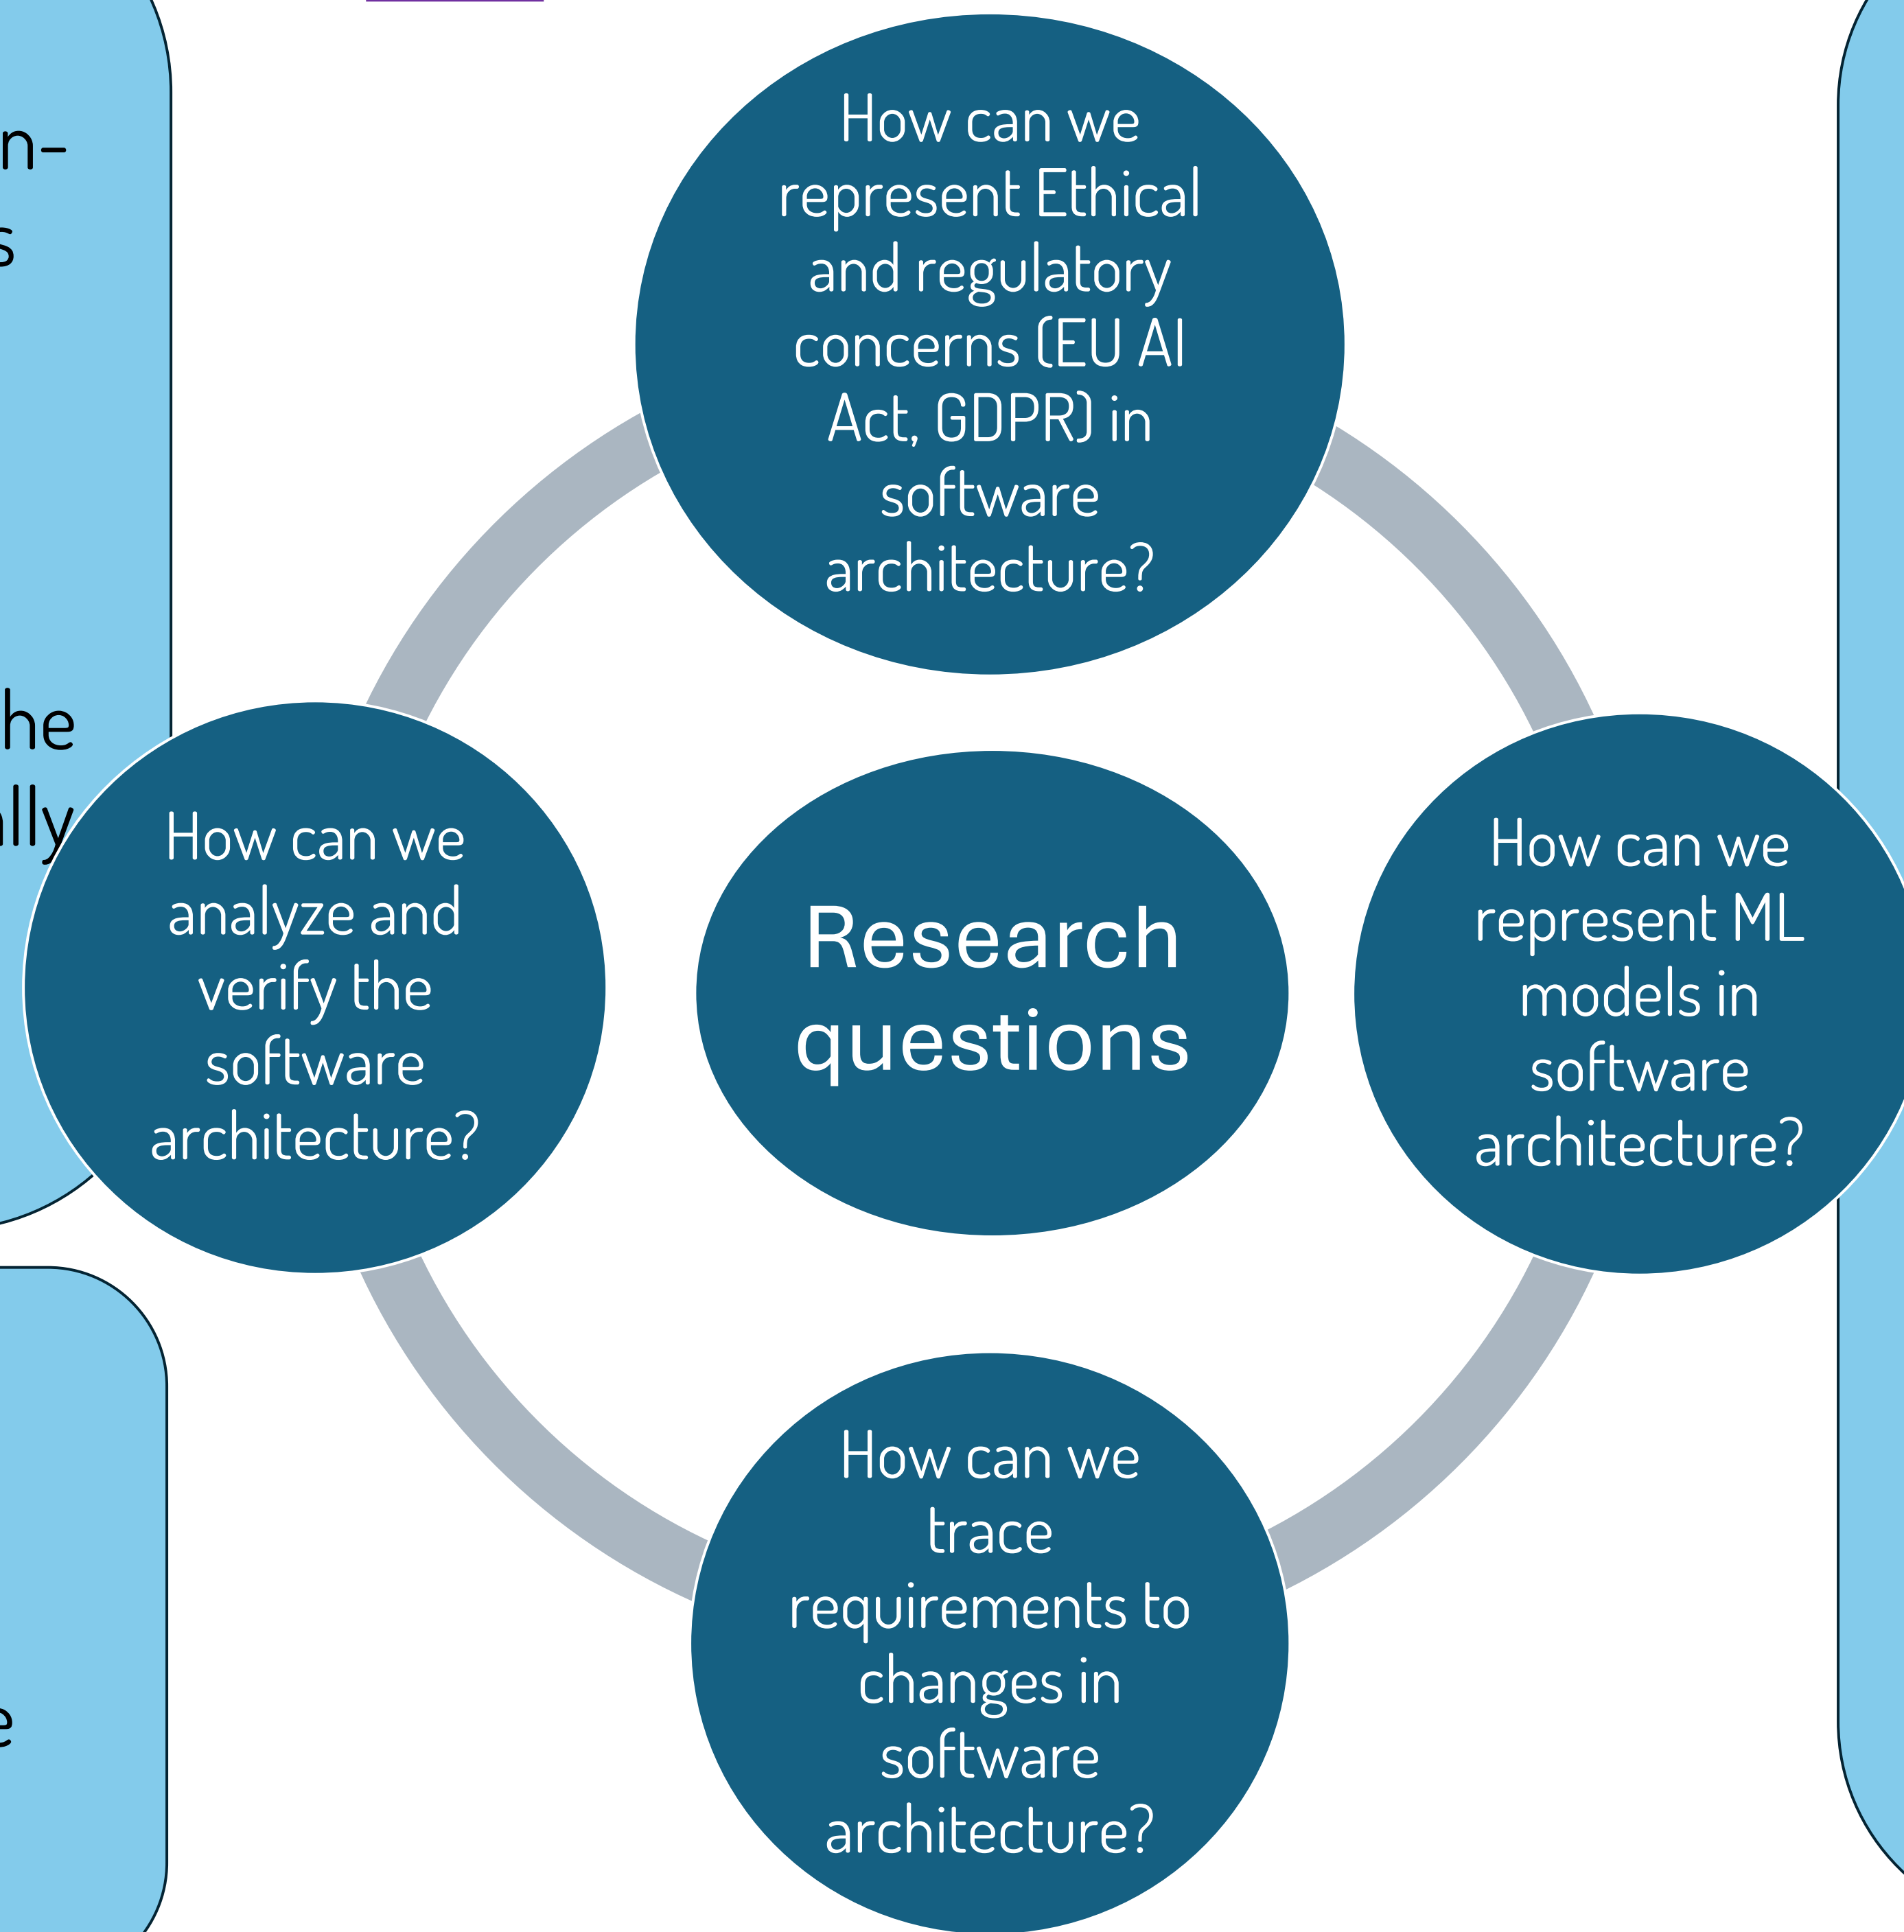 n-
s
he
lly
e
How can we
represent Ethical
and regulatory
concerns (EU AI
Act, GDPR) in
software
architecture?
How can we
analyze and
verify the
software
architecture?
Research
questions
How can we
represent ML
models in
software
architecture?
How can we
trace
requirements to
changes in
software
architecture?